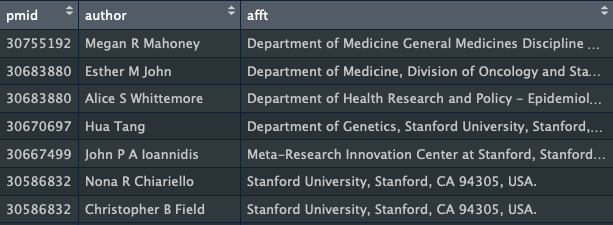 pmid author afft
30755192 Megan R Mahoney Department of Medicine General Medicines Discipline ...
30683880 Esther M John Department of Medicine, Division of Oncology and Sta...
30683880 Alice S Whittemore Department of Health Research and Policy - Epidemiol...
30670697 Hua Tang Department of Genetics, Stanford University, Stanford,...
30667499 John P A Ioannidis Meta-Research Innovation Center at Stanford, Stanford...
30586832 Nona R Chiariello Stanford University, Stanford, CA 94305, USA.
30586832 Christopher B Field Stanford University, Stanford, CA 94305, USA.